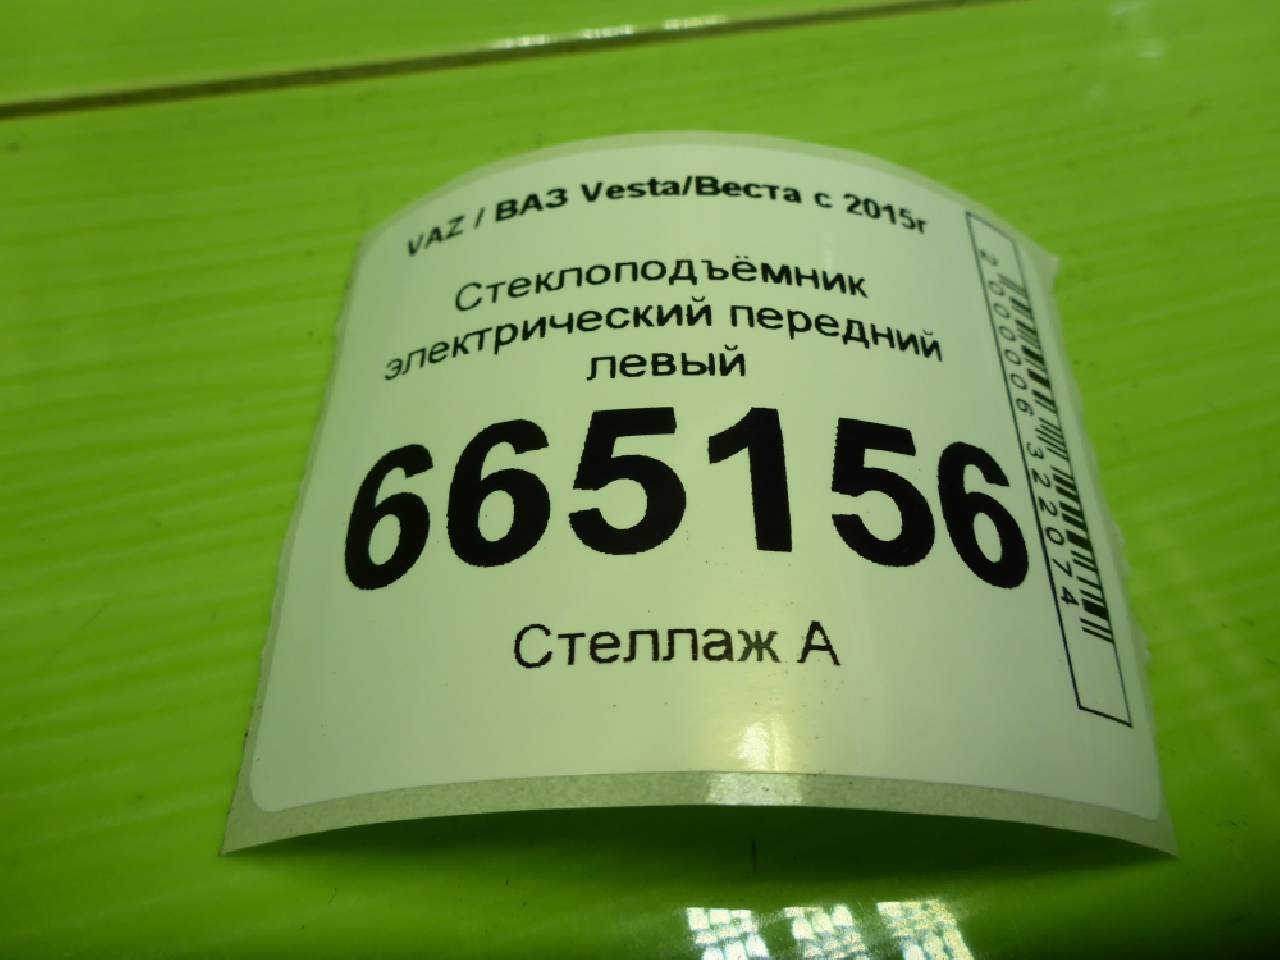 VAZ / ВАЗ Vesta/Веста с 2015г
Стеклоподъёмник
электрический передний
левый
665156
Стеллаж А
2000006322074